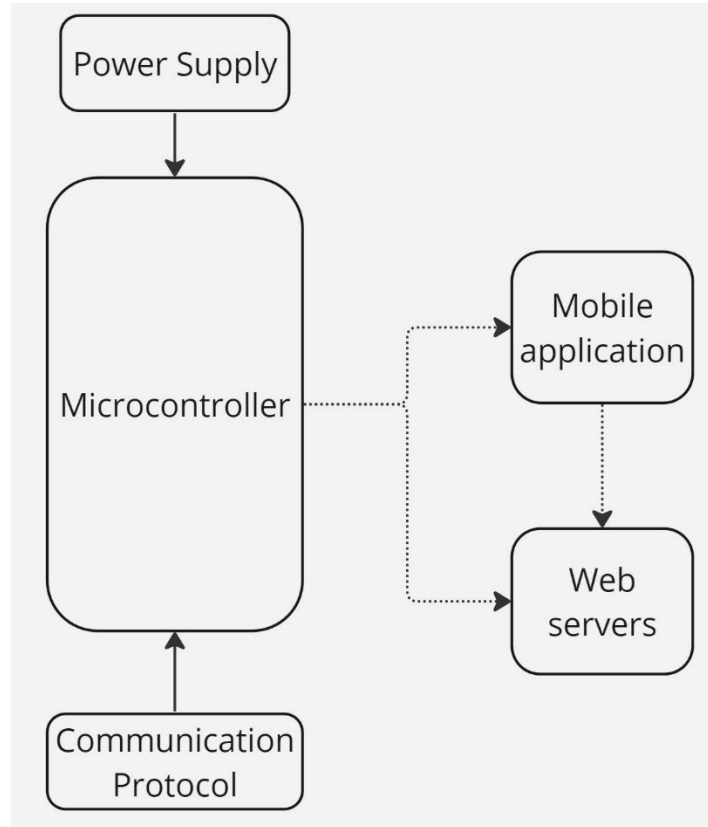 Power Supply
Microcontroller
Mobile
application
Web
servers
Communication
Protocol